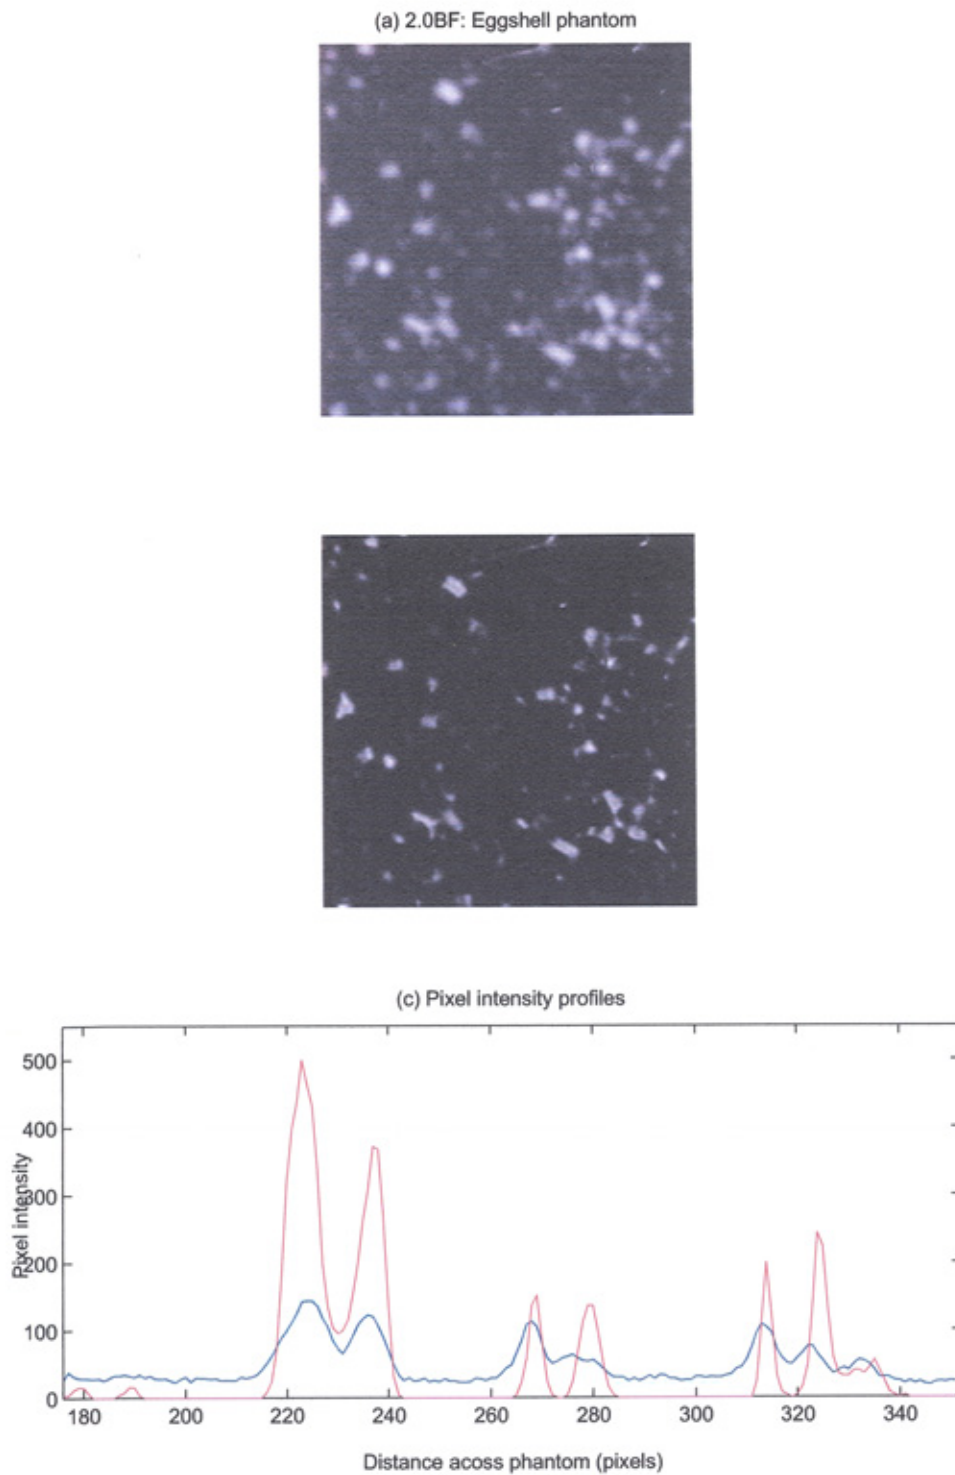 (a) 2.0BF: Eggshell phantom
(c) Pixel intensity profiles
500
400
300
200
100
0
Pixel intensity
180 200 220 240 260 280 300 320 340
Distance acoss phantom (pixels)